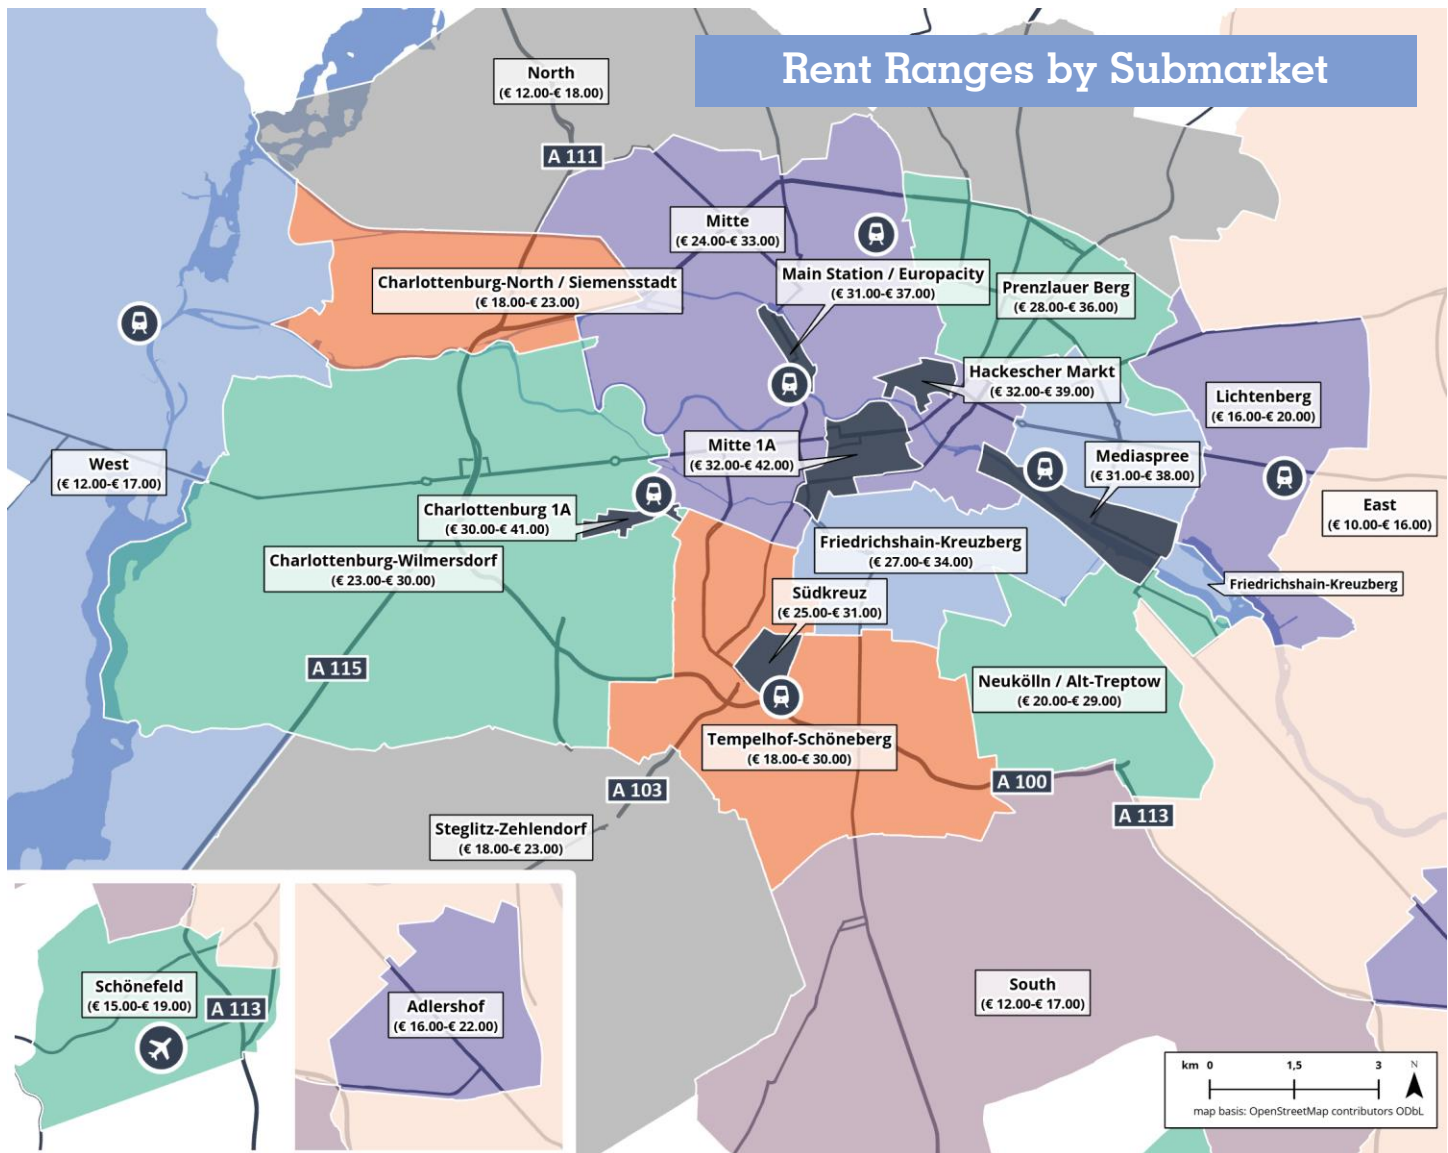 Rent Ranges by Submarket
North
(€ 12.00-€ 18.00)
A 111
Mitte
(€ 24.00-€ 33.00)
Main Station / Europacity
(€ 31.00-€ 37.00)
Charlottenburg-North / Siemensstadt
(€ 18.00-€ 23.00)
Prenzlauer Berg
(€ 28.00-€ 36.00)
Hackescher Markt
(€ 32.00-€ 39.00)
Lichtenberg
(€ 16.00-€ 20.00)
Mitte 1A
(€ 32.00-€ 42.00)
West
(€ 12.00-€ 17.00)
Mediaspree
(€ 31.00-€ 38.00)
Charlottenburg 1A
(€ 30.00-€ 41.00)
East
(€ 10.00-€ 16.00)
Charlottenburg-Wilmersdorf
(€ 23.00-€ 30.00)
Friedrichshain-Kreuzberg
(€ 27.00-€ 34.00)
Friedrichshain-Kreuzberg
Südkreuz
(€ 25.00-€ 31.00)
A 115
Neukölln / Alt-Treptow
(€ 20.00-€ 29.00)
Tempelhof-Schöneberg
(€ 18.00-€ 30.00)
A 103
A 100
A 113
Steglitz-Zehlendorf
(€ 18.00-€ 23.00)
Schönefeld
(€ 15.00-€ 19.00)
A 113
Adlershof
(€ 16.00-€ 22.00)
South
(€ 12.00-€ 17.00)
km 0 1,5 3 N
map basis: OpenStreetMap contributors ODbL